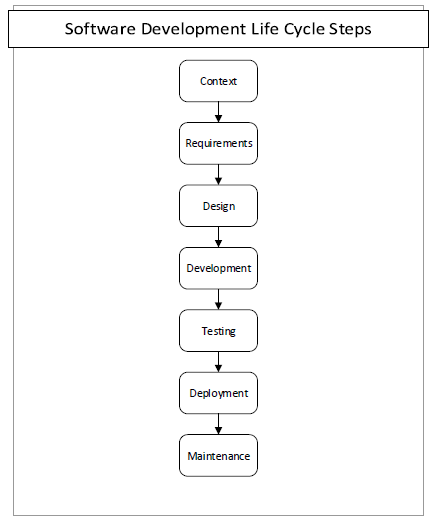 Software Development Life Cycle Steps
Context
Requirements
Design
Development
Testing
Deployment
Maintenance